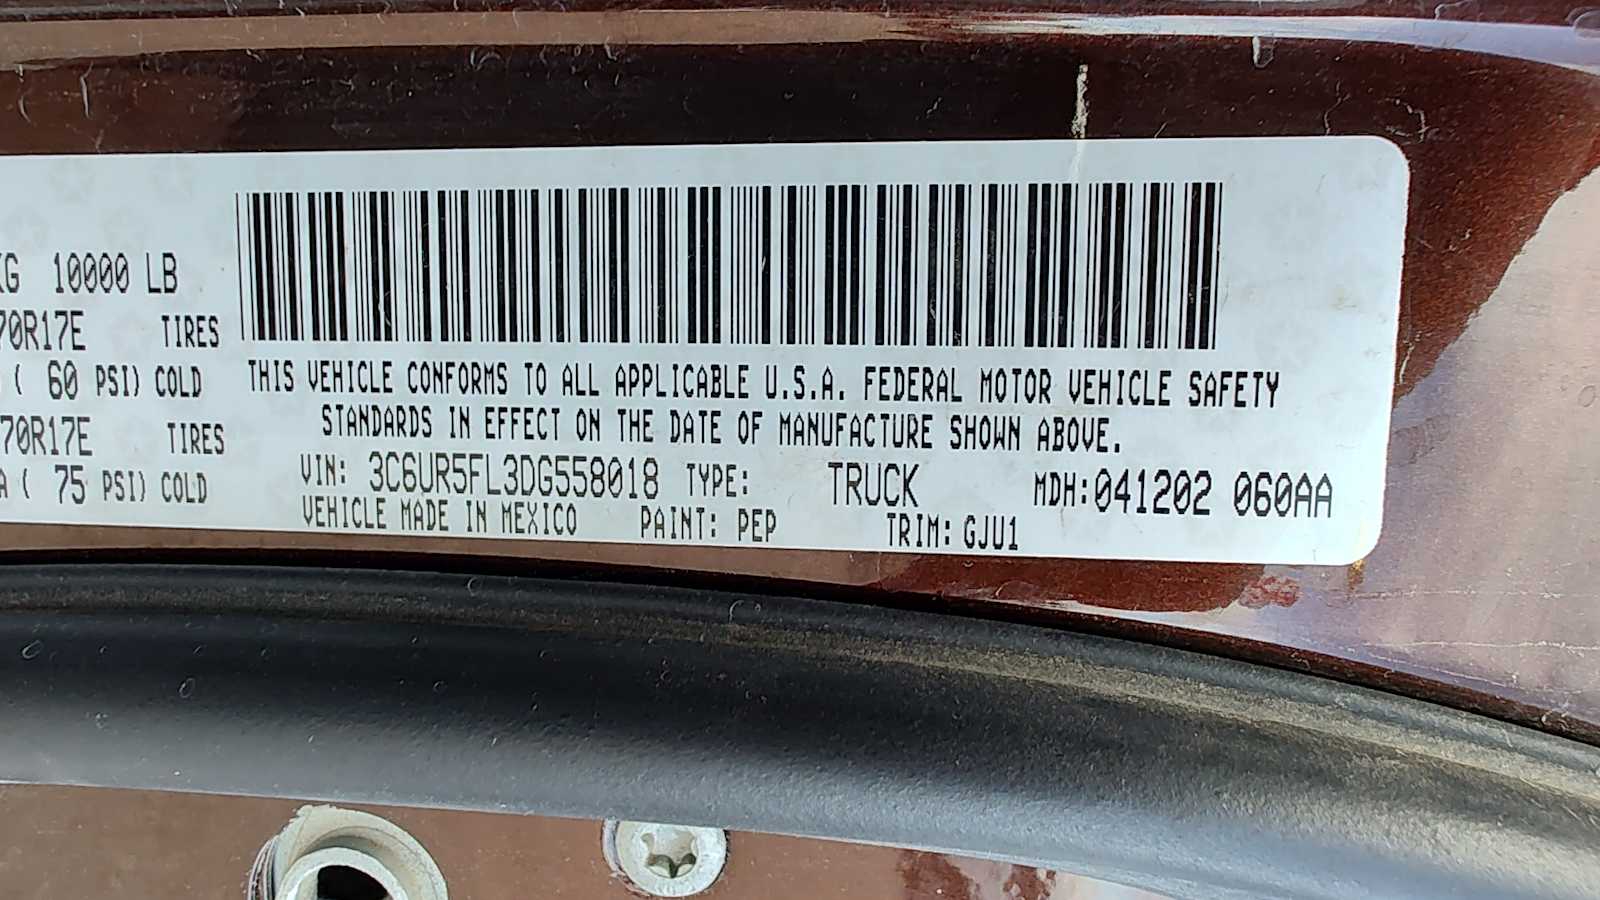 KG 10000 LB
70R17E TIRES
( 60 PSI) COLD
70R17E TIRES
A ( 75 PSI) COLD
THIS VEHICLE CONFORMS TO ALL APPLICABLE U.S.A. FEDERAL MOTOR VEHICLE SAFETY
STANDARDS IN EFFECT ON THE DATE OF MANUFACTURE SHOWN ABOVE.
VIN: 3C6UR5FL3DG558018 TYPE: TRUCK MDH:041202 060AA
VEHICLE MADE IN MEXICO PAINT: PEP TRIM: GJU1